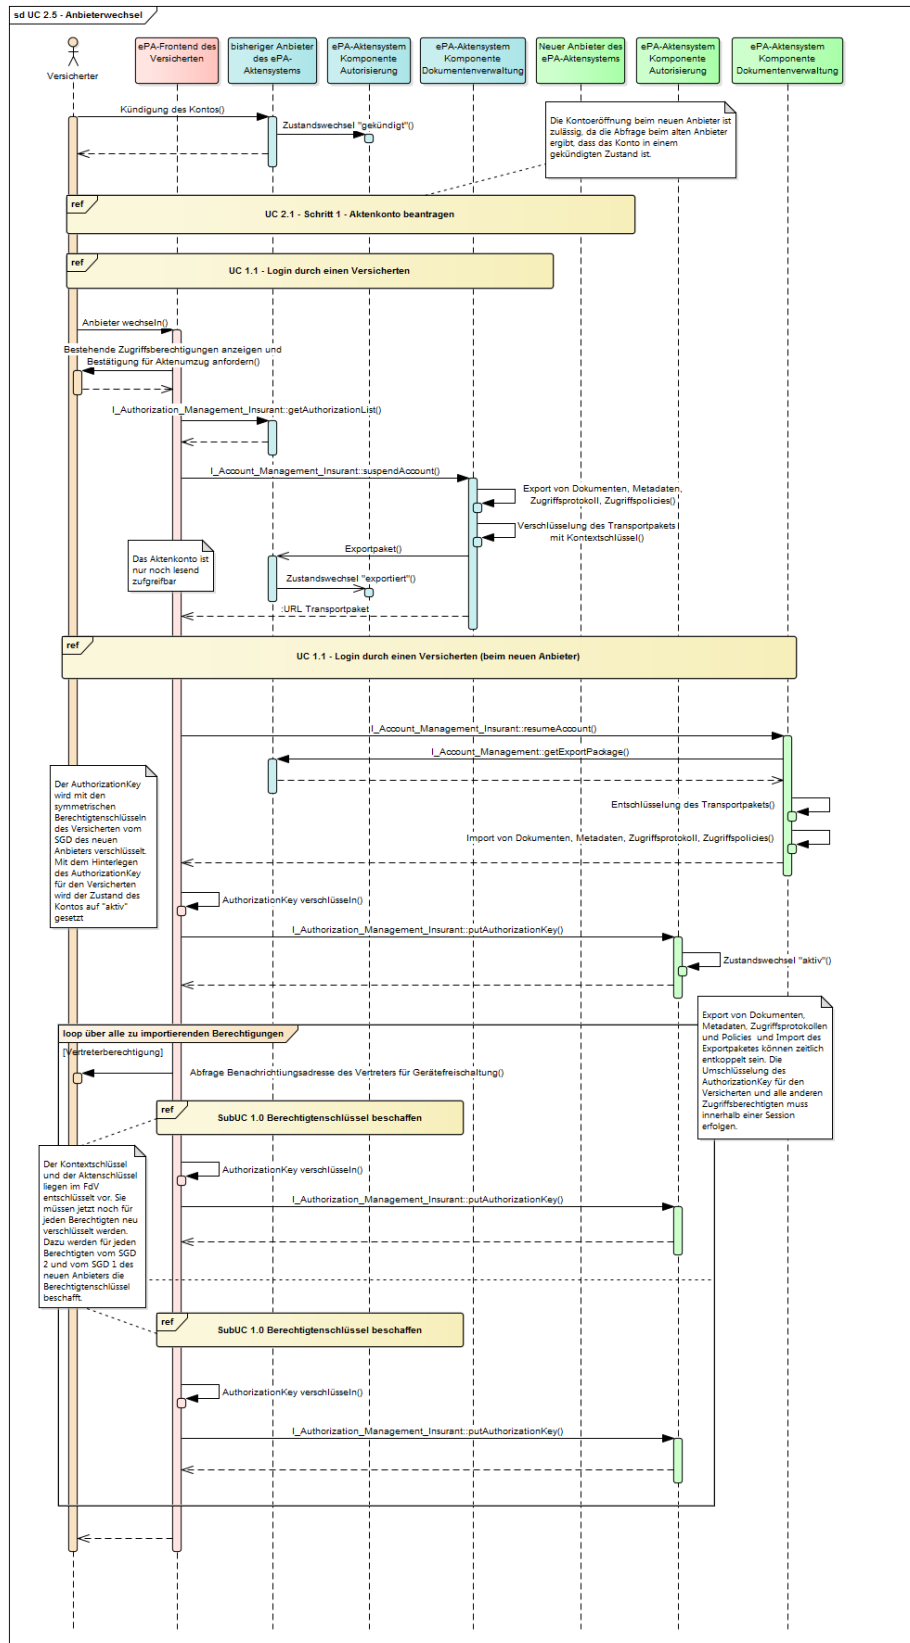 sd UC 2.5 - Anbieterwechsel
Versicherter
ePA-Frontend des
Versicherten
bisheriger Anbieter
des ePA-
Aktensystems
ePA-Aktensystem
Komponente
Autorisierung
ePA-Aktensystem
Komponente
Dokumentenverwaltung
Neuer Anbieter des
ePA-Aktensystems
ePA-Aktensystem
Komponente
Autorisierung
ePA-Aktensystem
Komponente
Dokumentenverwaltung
Kündigung des Kontos()
Zustandswechsel "gekündigt"()
Die Kontoeröffnung beim neuen Anbieter ist
zulässig, da die Abfrage beim alten Anbieter
ergibt, dass das Konto in einem
gekündigten Zustand ist.
ref
UC 2.1 - Schritt 1 - Aktenkonto beantragen
ref
UC 1.1 - Login durch einen Versicherten
Anbieter wechseln()
Bestehende Zugriffsberechtigungen anzeigen und
Bestätigung für Aktenumzug anfordern()
I_Authorization_Management_Insurant::getAuthorizationList()
I_Account_Management_Insurant::suspendAccount()
Export von Dokumenten, Metadaten,
Zugriffsprotokoll, Zugriffspolicies()
Verschlüsselung des Transportpakets
mit Kontextschlüssel()
Exportpaket()
Das Aktenkonto ist
nur noch lesend
zufgreifbar
Zustandswechsel "exportiert"()
:URL Transportpaket
ref
UC 1.1 - Login durch einen Versicherten (beim neuen Anbieter)
I_Account_Management_Insurant::resumeAccount()
I_Account_Management::getExportPackage()
Der AuthorizationKey
wird mit den
symmetrischen
Berechtigtenschlüsseln
des Versicherten vom
SGD des neuen
Anbieters verschlüsselt.
Mit dem Hinterlegen
des AuthorizationKey
für den Versicherten
wird der Zustand des
Kontos auf "aktiv"
gesetzt
Entschlüsselung des Transportpakets()
Import von Dokumenten, Metadaten, Zugriffsprotokoll, Zugriffspolicies()
AuthorizationKey verschlüsseln()
I_Authorization_Management_Insurant::putAuthorizationKey()
Zustandswechsel "aktiv"()
Export von Dokumenten,
Metadaten, Zugriffsprotokollen
und Policies und Import des
Exportpaketes können zeitlich
entkoppelt sein. Die
Umschlüsselung des
AuthorizationKey für den
Versicherten und alle anderen
Zugriffsberechtigten muss
innerhalb einer Session
erfolgen.
loop über alle zu importierenden Berechtigungen
[Vertreterberechtigung]
Abfrage Benachrichtiungsadresse des Vertreters für Gerätefreischaltung()
ref
SubUC 1.0 Berechtigtenschlüssel beschaffen
Der Kontextschlüssel
und der Aktenschlüssel
liegen im FdV
entschlüsselt vor. Sie
müssen jetzt noch für
jeden Berechtigten neu
verschlüsselt werden.
Dazu werden für jeden
Berechtigten vom SGD
2 und vom SGD 1 des
neuen Anbieters die
Berechtigtenschlüssel
beschafft.
AuthorizationKey verschlüsseln()
I_Authorization_Management_Insurant::putAuthorizationKey()
ref
SubUC 1.0 Berechtigtenschlüssel beschaffen
AuthorizationKey verschlüsseln()
I_Authorization_Management_Insurant::putAuthorizationKey()